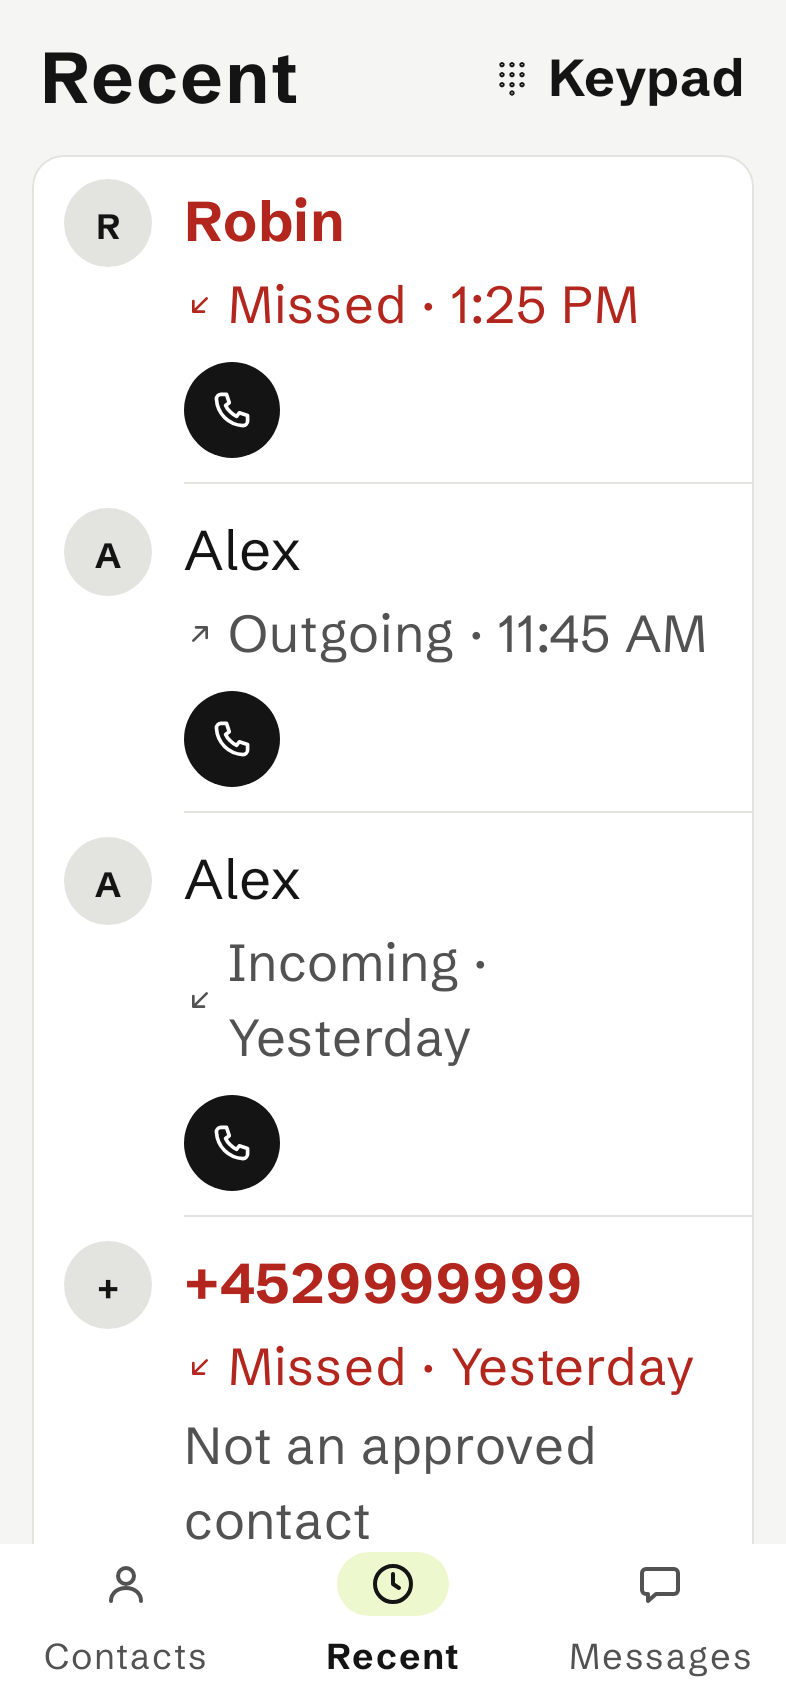 Recent
Keypad
R
Robin
Missed · 1:25 PM
A
Alex
Outgoing · 11:45 AM
A
Alex
Incoming ·
Yesterday
+
+4529999999
Missed · Yesterday
Not an approved
contact
Contacts
Recent
Messages